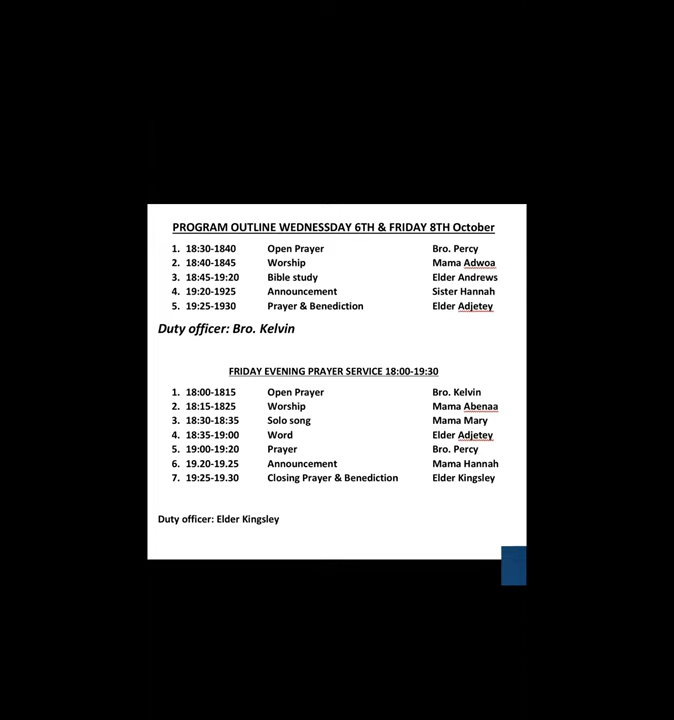 PROGRAM OUTLINE WEDNESSDAY 6TH & FRIDAY 8TH October
1. 18:30-1840 Open Prayer Bro. Percy
2. 18:40-1845 Worship Mama Adwoa
3. 18:45-19:20 Bible study Elder Andrews
4. 19:20-1925 Announcement Sister Hannah
5. 19:25-1930 Prayer & Benediction Elder Adjetey
Duty officer: Bro. Kelvin
FRIDAY EVENING PRAYER SERVICE 18:00-19:30
1. 18:00-1815 Open Prayer Bro. Kelvin
2. 18:15-1825 Worship Mama Abenaa
3. 18:30-18:35 Solo song Mama Mary
4. 18:35-19:00 Word Elder Adjetey
5. 19:00-19:20 Prayer Bro. Percy
6. 19.20-19.25 Announcement Mama Hannah
7. 19:25-19.30 Closing Prayer & Benediction Elder Kingsley
Duty officer: Elder Kingsley